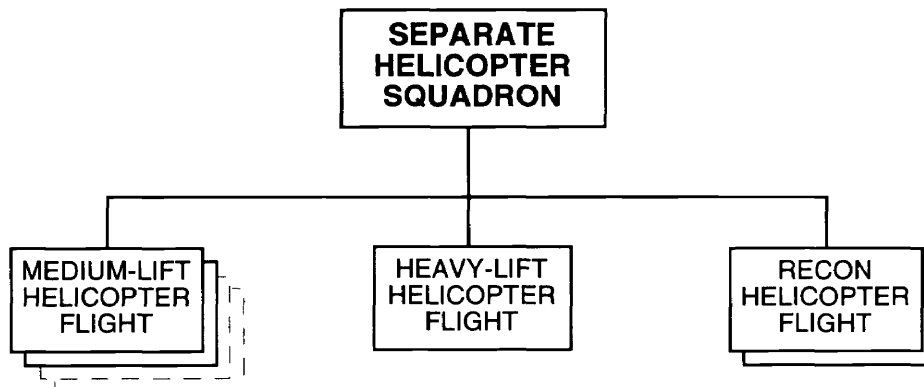 SEPARATE
HELICOPTER
SQUADRON
MEDIUM-LIFT
HELICOPTER
FLIGHT
HEAVY-LIFT
HELICOPTER
FLIGHT
RECON
HELICOPTER
FLIGHT